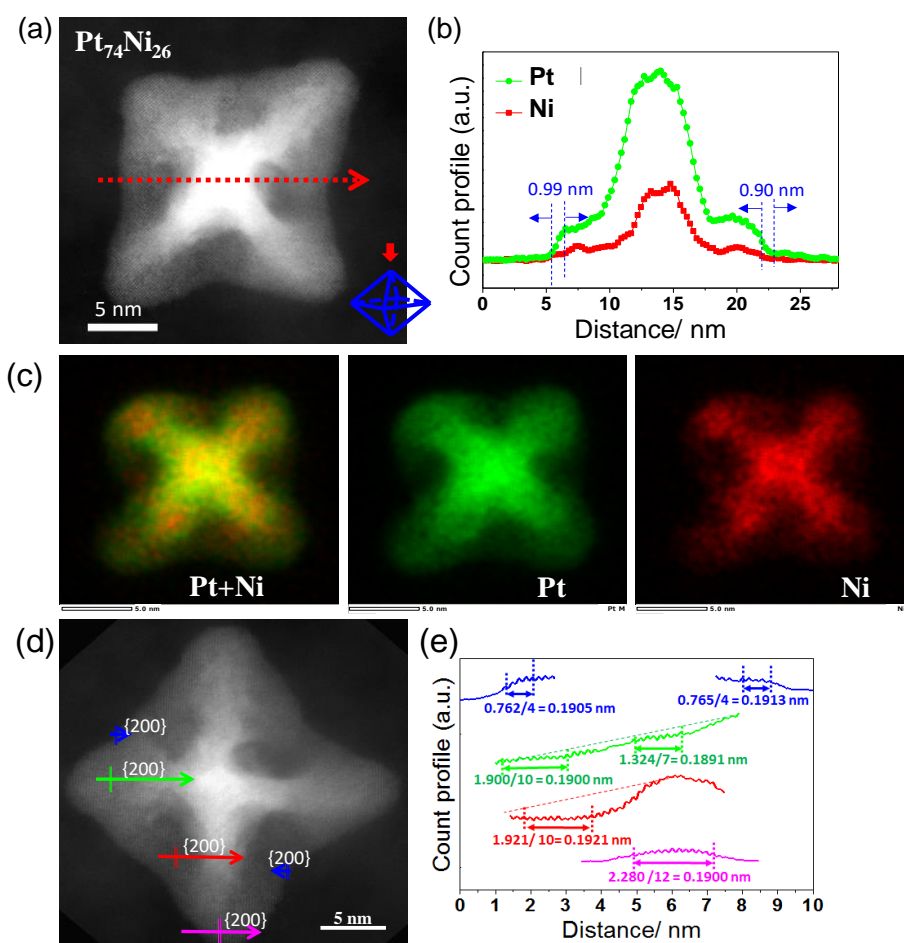 (a)
Pt74Ni26
5 nm
(b)
Count profile (a.u.)
Pt
Ni
0.99 nm
0.90 nm
0 5 10 15 20 25
Distance/ nm
(c)
Pt+Ni
5.0 nm
Pt
5.0 nm
Pt M
Ni
5.0 nm
Ni
(d)
{200}
{200}
{200}
{200}
{200}
5 nm
(e)
Count profile (a.u.)
0.762/4 = 0.1905 nm
0.765/4 = 0.1913 nm
1.324/7 = 0.1891 nm
1.900/10 = 0.1900 nm
1.921/ 10 = 0.1921 nm
2.280 /12 = 0.1900 nm
0 1 2 3 4 5 6 7 8 9 10
Distance/ nm